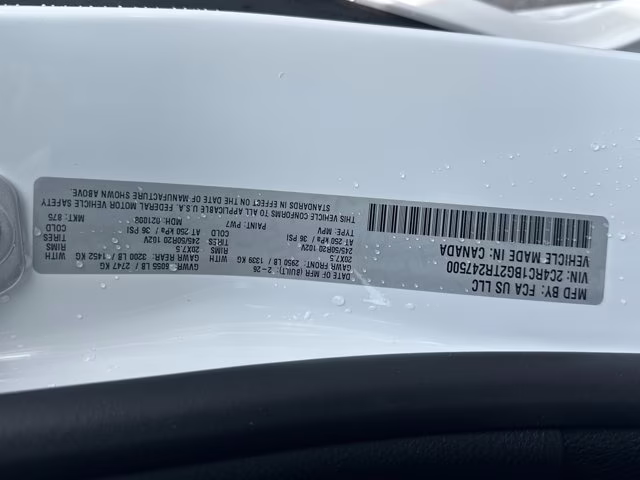 MFD BY: FCA US LLC
DATE OF MFR (BUILT): 2-26
GVWR: 6055 LB / 2747 KG
GAWR FRONT: 2950 LB / 1339 KG
WITH
TIRES
245/50R20 102V
RIMS
20X7.5
COLD
AT 250 kPa / 36 PSI
GAWR REAR: 3200 LB / 1452 KG
WITH
TIRES
245/50R20 102V
RIMS
20X7.5
COLD
AT 250 kPa / 36 PSI
VIN: 2C4RC1BG2TR247500
TYPE: MPV
PAINT: PW7
MDH: 021009
MKT: 875
VEHICLE MADE IN: CANADA
THIS VEHICLE CONFORMS TO ALL APPLICABLE U.S.A. FEDERAL MOTOR VEHICLE SAFETY
STANDARDS IN EFFECT ON THE DATE OF MANUFACTURE SHOWN ABOVE.